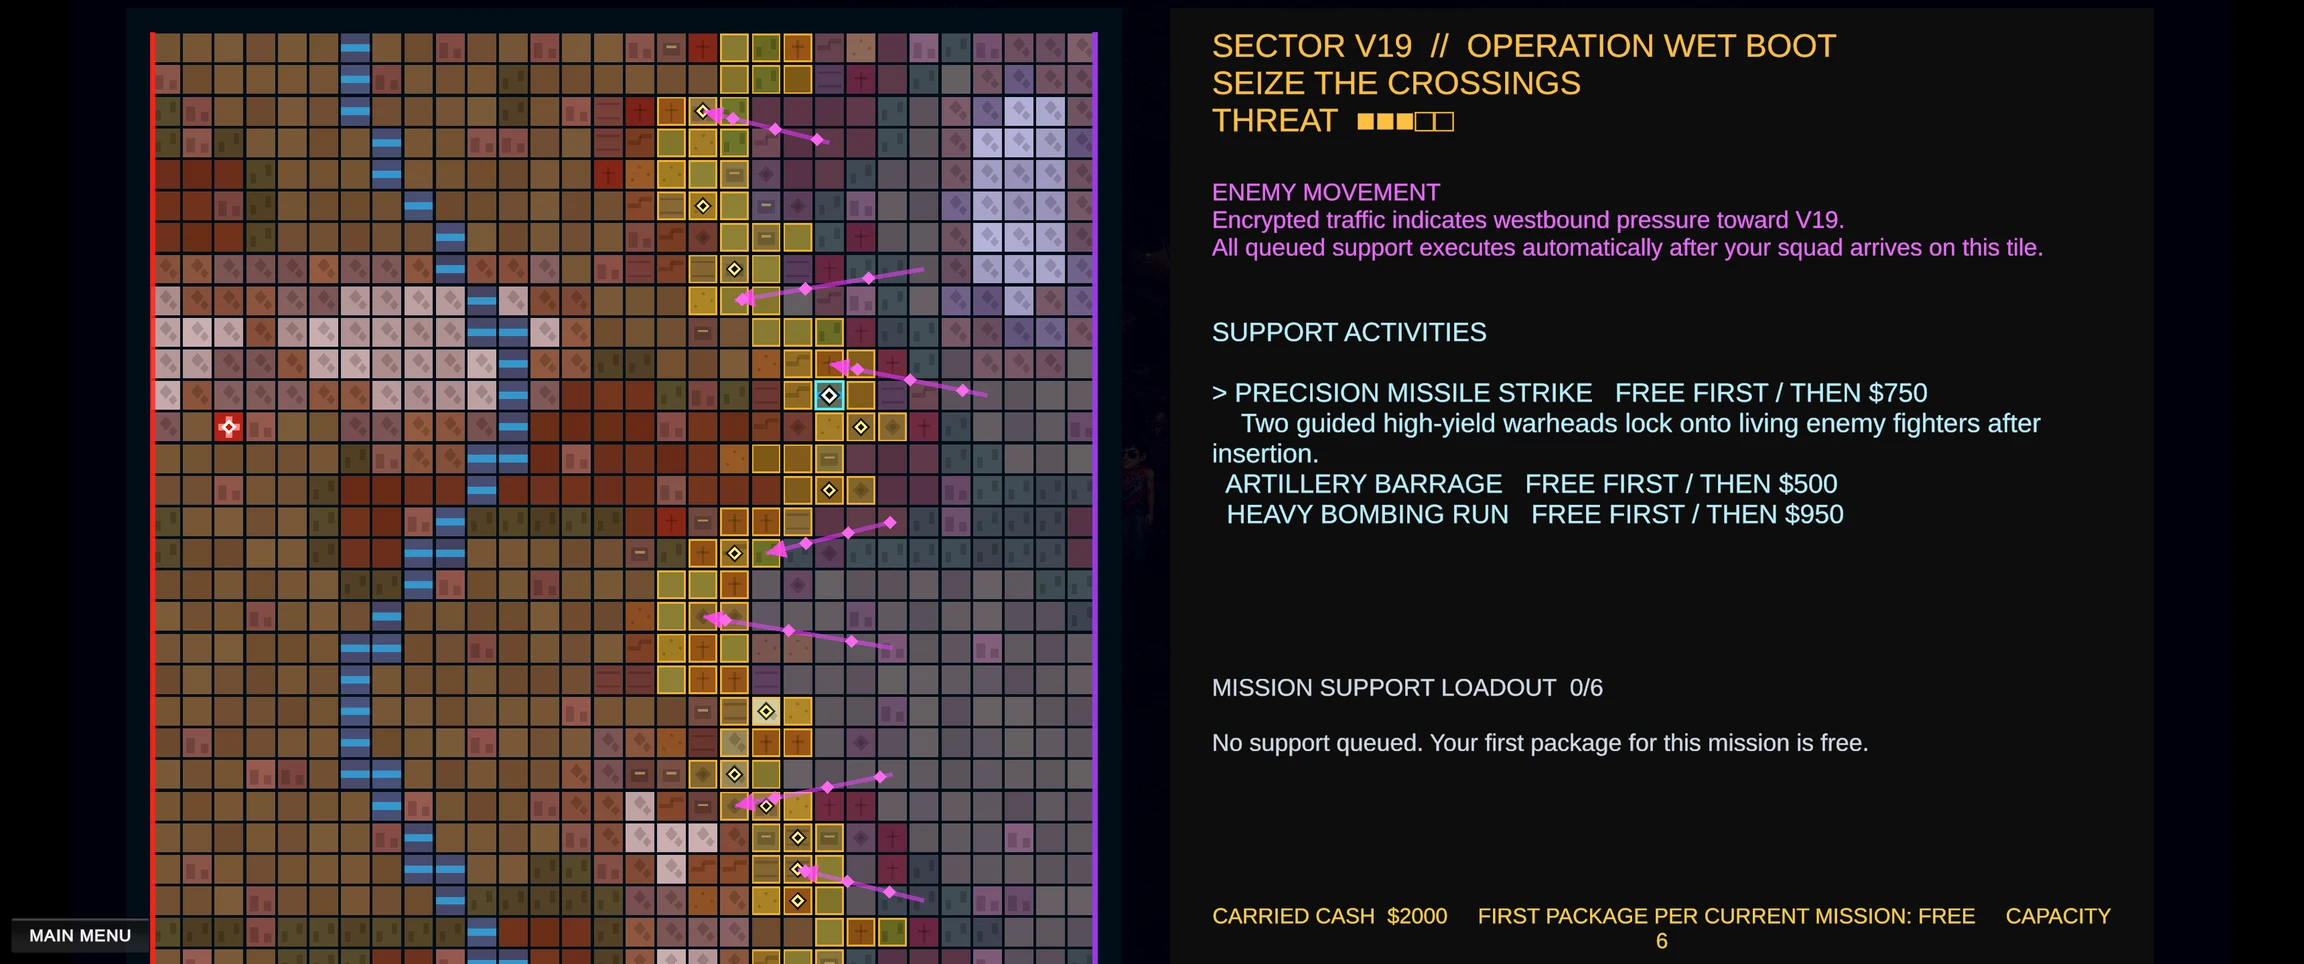 SECTOR V19 // OPERATION WET BOOT
SEIZE THE CROSSINGS
THREAT ■■■□□
ENEMY MOVEMENT
Encrypted traffic indicates westbound pressure toward V19.
All queued support executes automatically after your squad arrives on this tile.
SUPPORT ACTIVITIES
> PRECISION MISSILE STRIKE FREE FIRST / THEN $750
Two guided high-yield warheads lock onto living enemy fighters after
insertion.
ARTILLERY BARRAGE FREE FIRST / THEN $500
HEAVY BOMBING RUN FREE FIRST / THEN $950
MISSION SUPPORT LOADOUT 0/6
No support queued. Your first package for this mission is free.
CARRIED CASH $2000 FIRST PACKAGE PER CURRENT MISSION: FREE CAPACITY
6
MAIN MENU